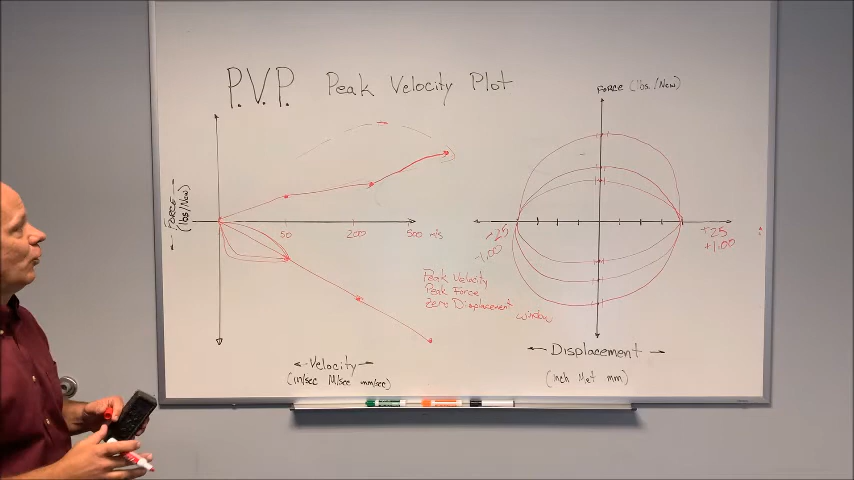 P.V.P. Peak Velocity Plot
FORCE (lbs./New)
FORCE
(lbs/New)
50 200 500 m/s
+25
-1.00
+25
+1.00
Peak Velocity
Peak Force
Zero Displacement
window
Velocity
(in/sec M/sec mm/sec)
Displacement
(inch Met mm)